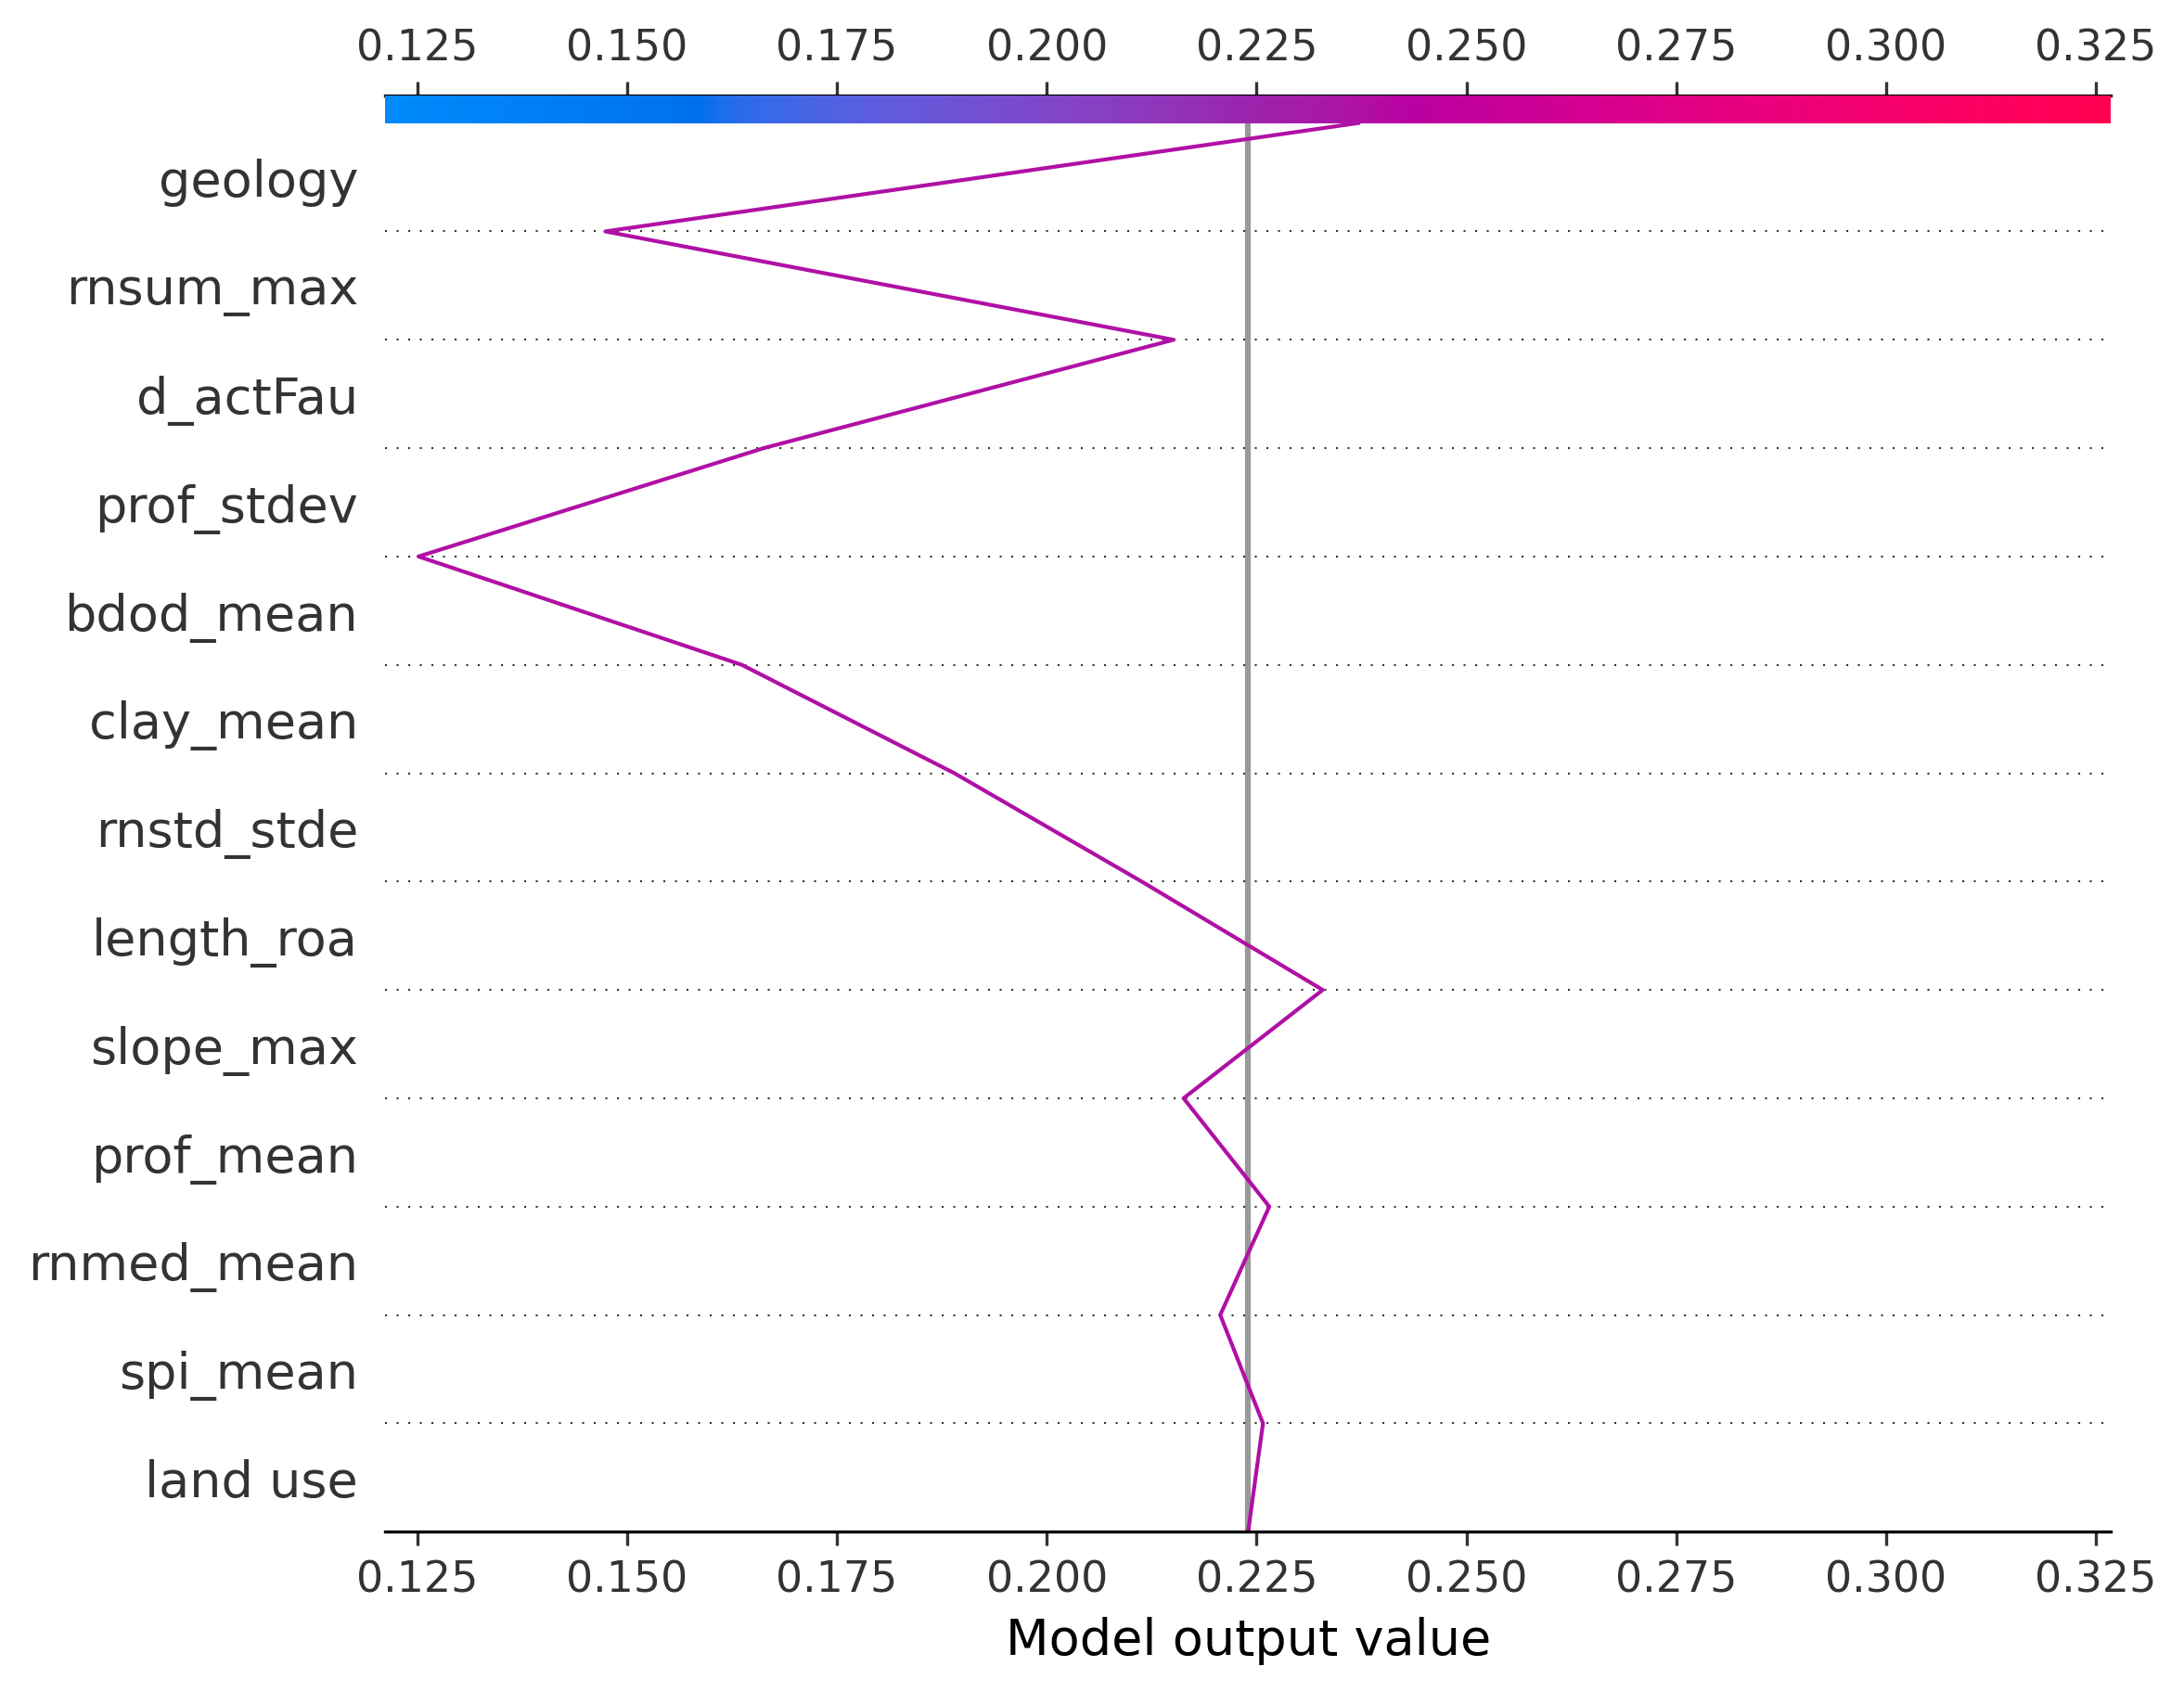 0.125 0.150 0.175 0.200 0.225 0.250 0.275 0.300 0.325
geology
rnsum_max
d_actFau
prof_stdev
bdod_mean
clay_mean
rnstd_stde
length_roa
slope_max
prof_mean
rnmed_mean
spi_mean
land use
0.125 0.150 0.175 0.200 0.225 0.250 0.275 0.300 0.325
Model output value